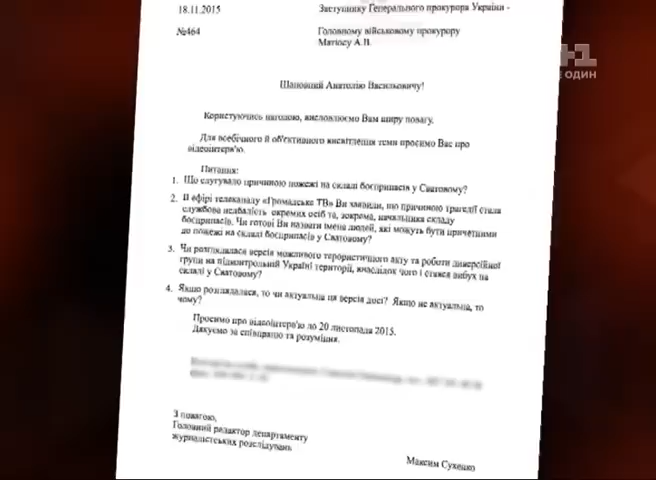 18.11.2015
Заступнику Генерального прокурора України -
№464
Головному військовому прокурору
Матіосу А.В.
Шановний Анатолію Васильовичу!
Користуючись нагодою, висловлюємо Вам щиру повагу.
Для всебічного й об'єктивного висвітлення теми просимо Вас про
відеоінтерв'ю.
Питання:
1. Що слугувало причиною пожежі на складі боєприпасів у Сватовому?
2. В ефірі телеканалу «Громадське ТВ» Ви заявили, що причиною трагедії стала
службова недбалість окремих осіб та, зокрема, начальника складу
боєприпасів. Чи готові Ви назвати імена людей, які можуть бути причетними
до пожежі на складі боєприпасів у Сватовому?
3. Чи розглядалася версія можливого терористичного акту та роботи диверсійної
групи на підконтрольній Україні території, внаслідок чого і стався вибух на
складі у Сватовому?
4. Якщо розглядалася, то чи актуальна ця версія досі? Якщо не актуальна, то
чому?
Просимо про відеоінтерв'ю до 20 листопада 2015.
Дякуємо за співпрацю та розуміння.
З повагою,
Головний редактор департаменту
журналістських розслідувань
Максим Сухенко
1+1
Є ОДИН